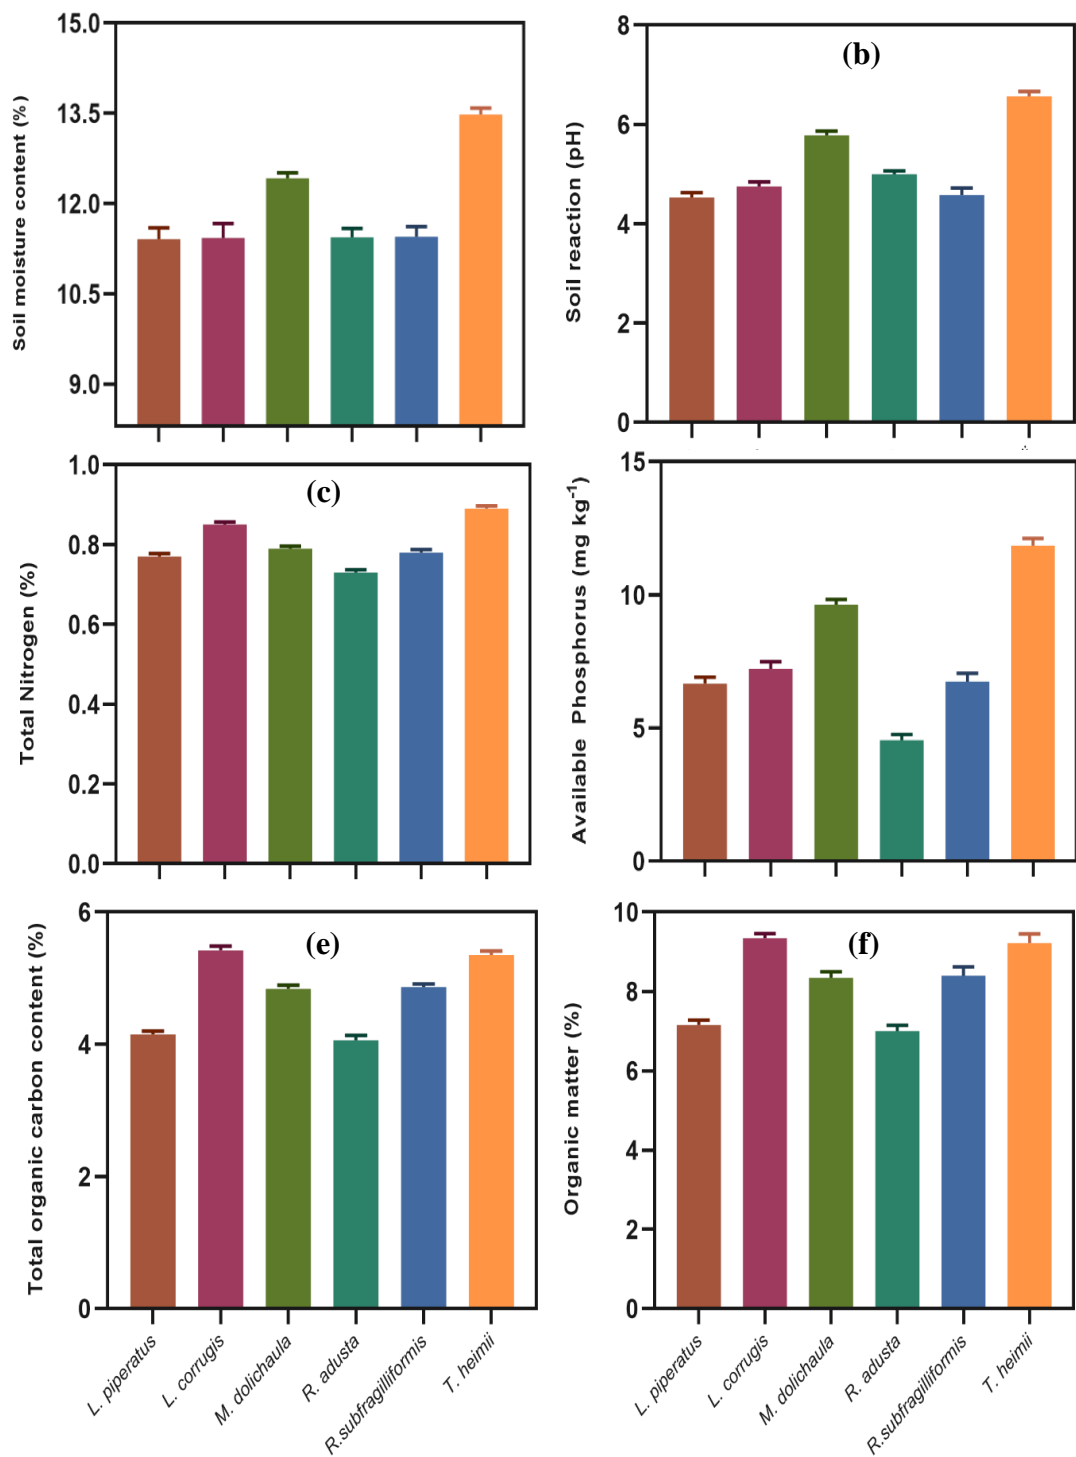 Soil moisture content (%)
15.0
13.5
12.0
10.5
9.0
Soil reaction (pH)
(b)
8
6
4
2
0
Total Nitrogen (%)
(c)
1.0
0.8
0.6
0.4
0.2
0.0
Available Phosphorus (mg kg⁻¹)
15
10
5
0
Total organic carbon content (%)
(e)
6
4
2
0
L. piperatus
L. corrugis
M. dolichaula
R. adusta
R.subfragilliformis
T. heimii
Organic matter (%)
(f)
10
8
6
4
2
0
L. piperatus
L. corrugis
M. dolichaula
R. adusta
R.subfragilliformis
T. heimii